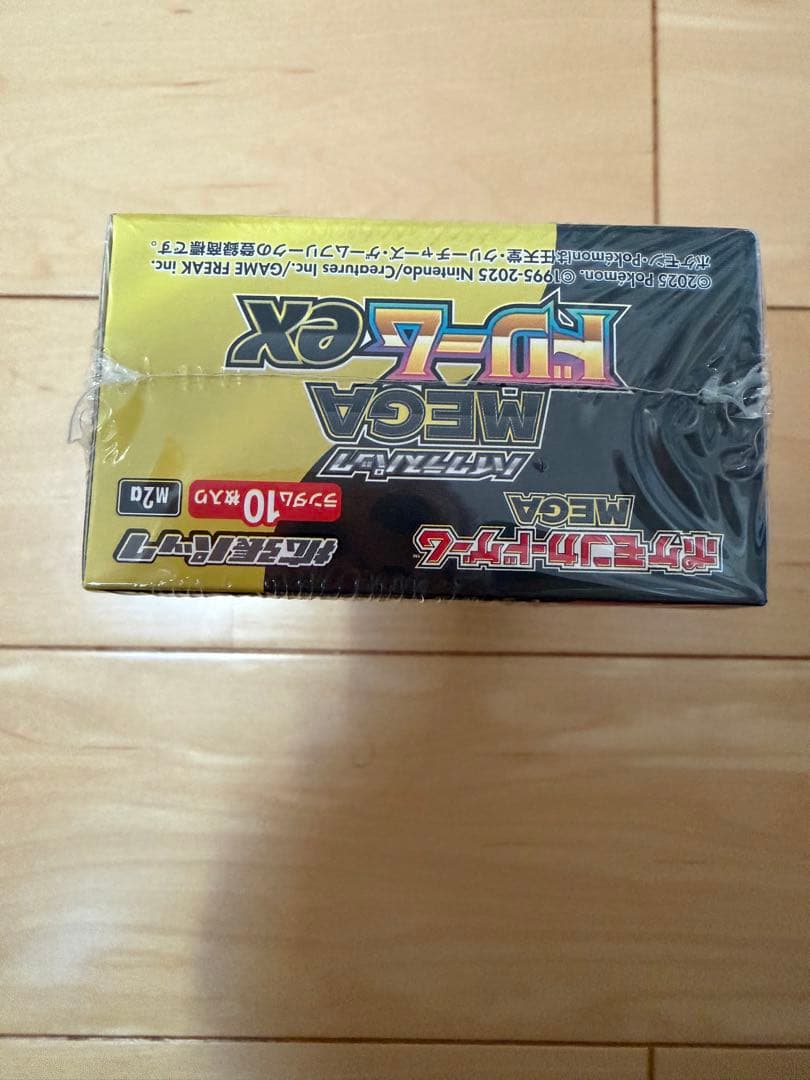 ポケモンカードゲーム™
MEGA
拡張パック
ランダム10枚入り
M2a
ハイクラスパック
MEGA
ドリームex
©2025 Pokémon. ©1995-2025 Nintendo/Creatures Inc./GAME FREAK inc.
ポケモン・Pokémonは任天堂・クリーチャーズ・ゲームフリークの登録商標です。